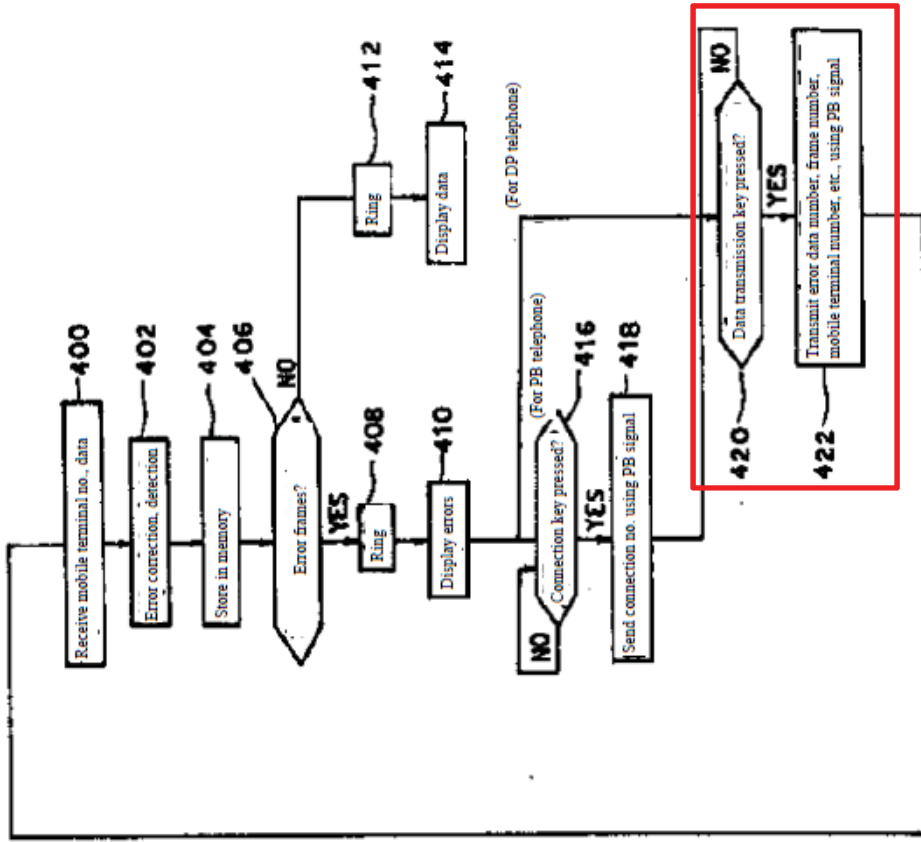 400
Receive mobile terminal no., data
402
Error correction, detection
404
Store in memory
406
Error frames?
NO
YES
412
Ring
414
Display data
408
Ring
410
Display errors
(For DP telephone)
(For PB telephone)
416
Connection key pressed?
NO
YES
418
Send connection no. using PB signal
420
Data transmission key pressed?
NO
YES
422
Transmit error data number, frame number,
mobile terminal number, etc., using PB signal